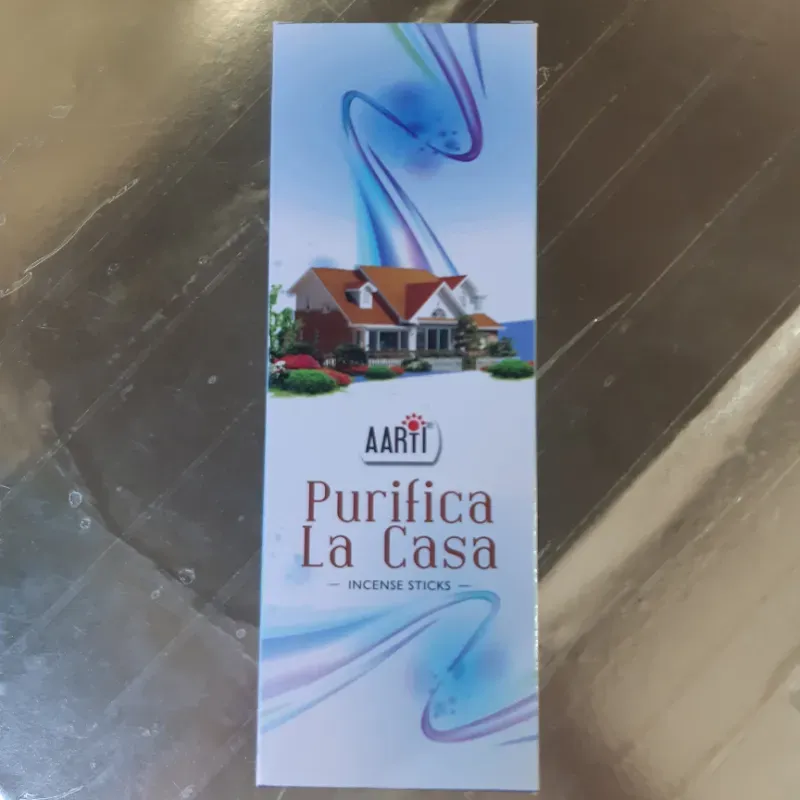 AARTI
Purifica
La Casa
INCENSE STICKS